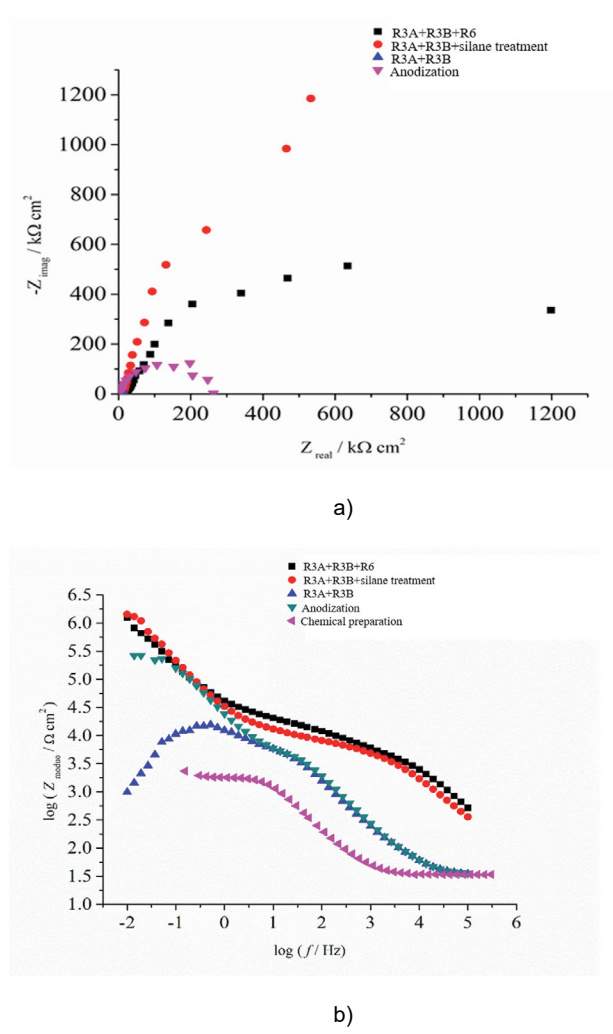 R3A+R3B+R6
R3A+R3B+silane treatment
R3A+R3B
Anodization
1200
1000
800
600
400
200
0
-Z imag / kΩ cm²
0 200 400 600 800 1000 1200
Z real / kΩ cm²
a)
R3A+R3B+R6
R3A+R3B+silane treatment
R3A+R3B
Anodization
Chemical preparation
6.5
6.0
5.5
5.0
4.5
4.0
3.5
3.0
2.5
2.0
1.5
1.0
log (Z moduo / Ω cm²)
-2 -1 0 1 2 3 4 5 6
log (f / Hz)
b)